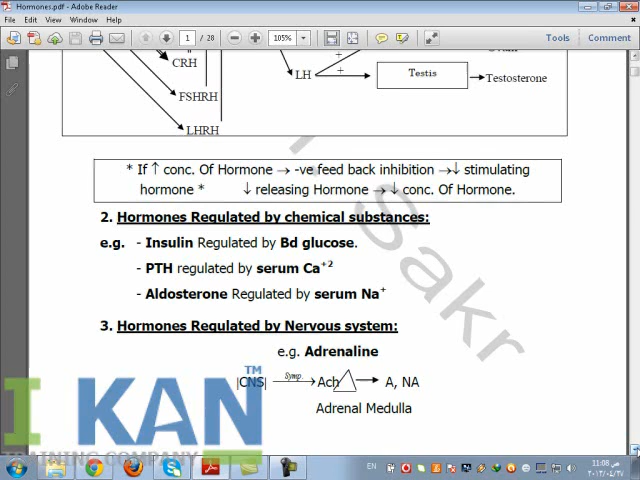 Hormones.pdf - Adobe Reader
File Edit View Window Help
1 / 28 105% Tools Comment
CRH
FSHRH
LHRH
LH + + Testis Testosterone
* If ↑ conc. Of Hormone → -ve feed back inhibition →↓ stimulating
hormone * ↓ releasing Hormone →↓ conc. Of Hormone.
2. Hormones Regulated by chemical substances:
e.g. - Insulin Regulated by Bd glucose.
- PTH regulated by serum Ca+2
- Aldosterone Regulated by serum Na+
3. Hormones Regulated by Nervous system:
e.g. Adrenaline
|CNS| Symp. → Ach → A, NA
Adrenal Medulla
. Sakr
I KAN TM
TRAINING COMPANY
EN
11:08 ص
٢٠١٣/٠٤/٢٧